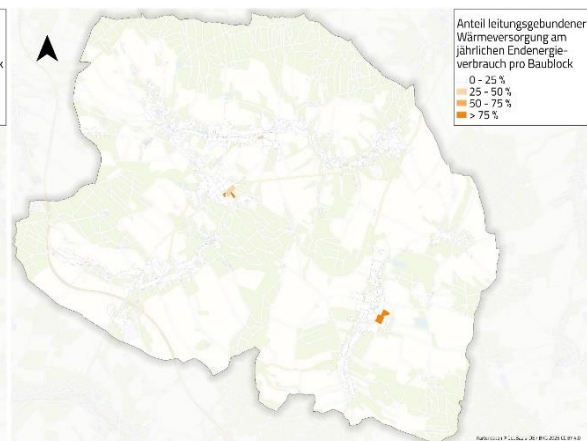 k
Anteil leitungsgebundener
Wärmeversorgung am
jährlichen Endenergie-
verbrauch pro Baublock
0 - 25 %
25 - 50 %
50 - 75 %
> 75 %